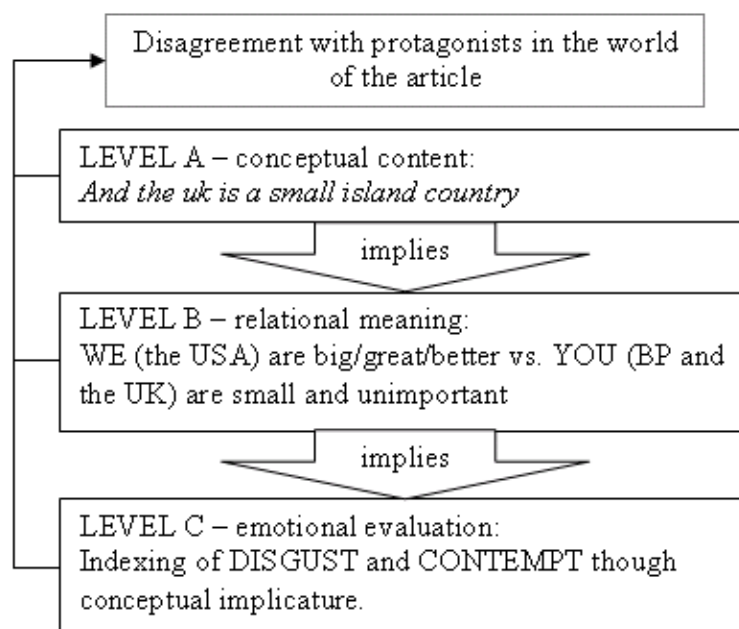 Disagreement with protagonists in the world
of the article
LEVEL A – conceptual content:
And the uk is a small island country
implies
LEVEL B – relational meaning:
WE (the USA) are big/great/better vs. YOU (BP and
the UK) are small and unimportant
implies
LEVEL C – emotional evaluation:
Indexing of DISGUST and CONTEMPT though
conceptual implicature.